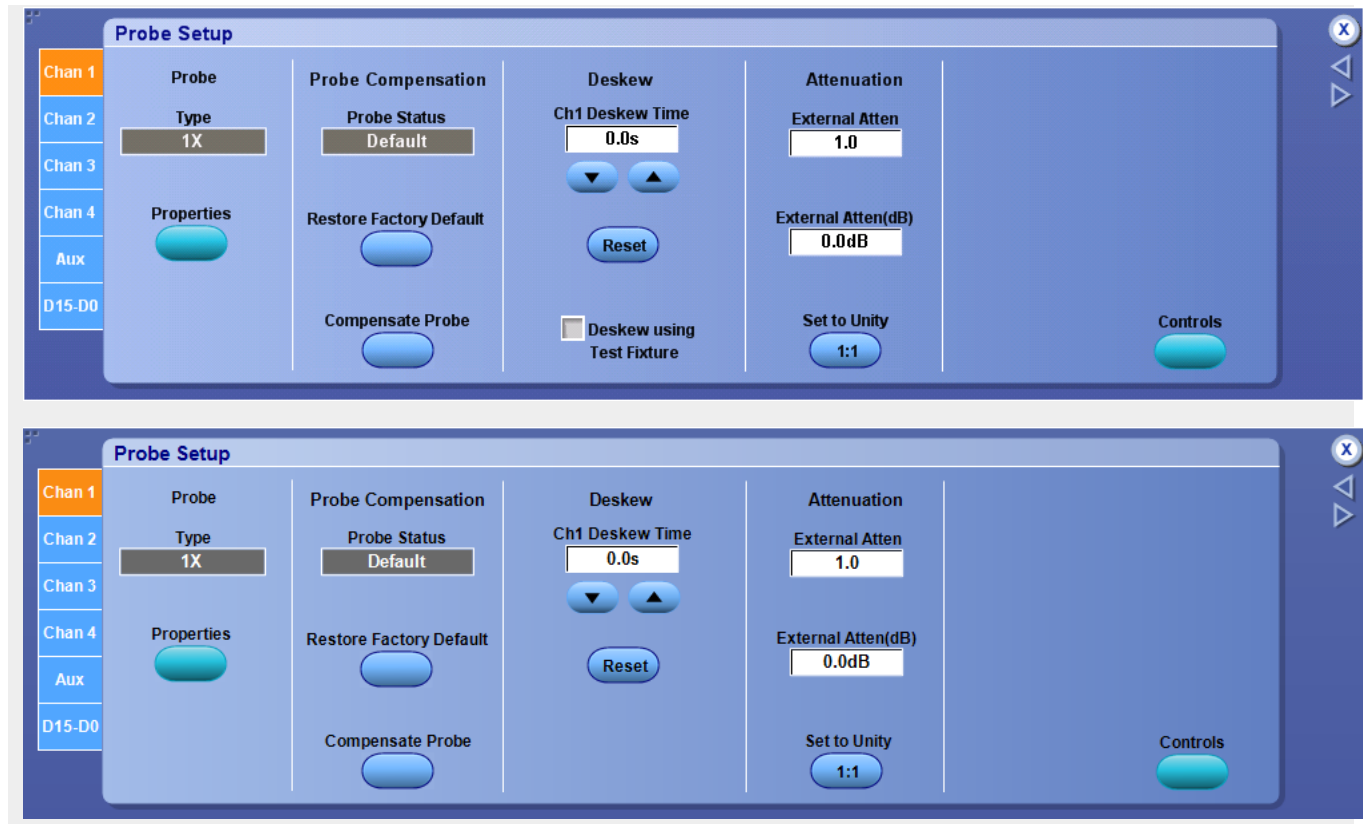 Probe Setup
X
Chan 1
Chan 2
Chan 3
Chan 4
Aux
D15-D0
Probe
Type
1X
Properties
Probe Compensation
Probe Status
Default
Restore Factory Default
Compensate Probe
Deskew
Ch1 Deskew Time
0.0s
Reset
Deskew using
Test Fixture
Attenuation
External Atten
1.0
External Atten(dB)
0.0dB
Set to Unity
1:1
Controls
Probe Setup
X
Chan 1
Chan 2
Chan 3
Chan 4
Aux
D15-D0
Probe
Type
1X
Properties
Probe Compensation
Probe Status
Default
Restore Factory Default
Compensate Probe
Deskew
Ch1 Deskew Time
0.0s
Reset
Attenuation
External Atten
1.0
External Atten(dB)
0.0dB
Set to Unity
1:1
Controls